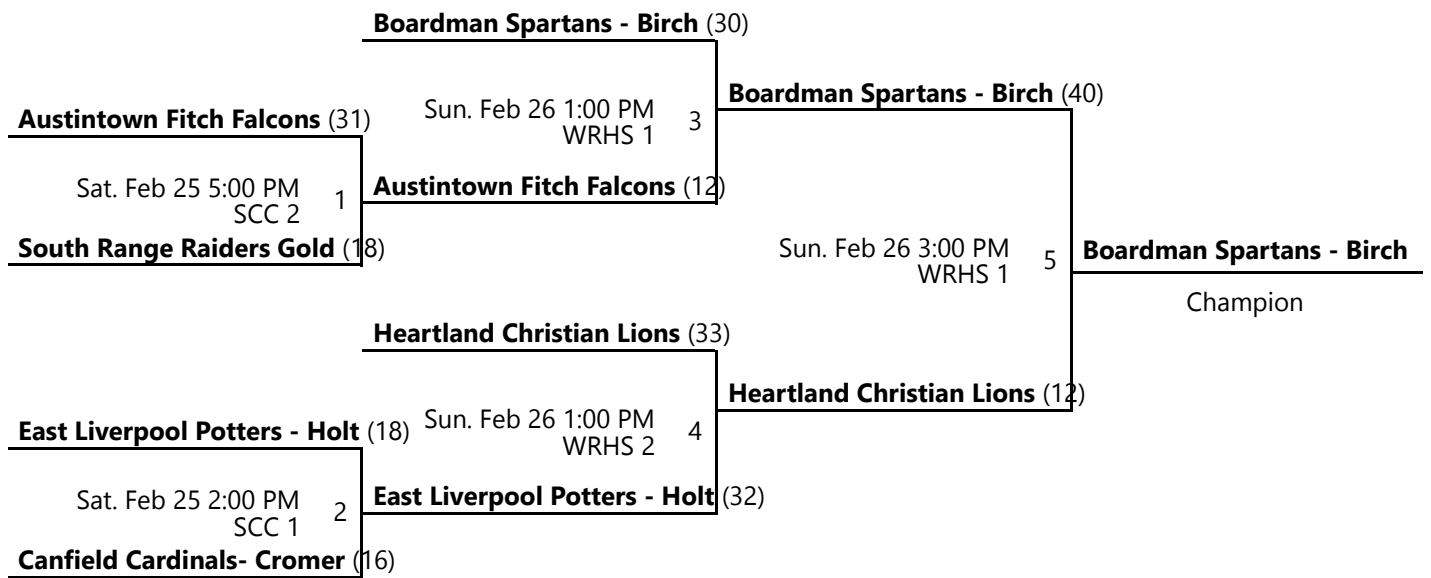 Boardman Spartans - Birch (30)
Boardman Spartans - Birch (40)
Austintown Fitch Falcons (31)
Sun. Feb 26 1:00 PM
WRHS 1
3
Sat. Feb 25 5:00 PM
SCC 2
1
Austintown Fitch Falcons (12)
South Range Raiders Gold (18)
Sun. Feb 26 3:00 PM
WRHS 1
5
Boardman Spartans - Birch
Champion
Heartland Christian Lions (33)
Heartland Christian Lions (12)
East Liverpool Potters - Holt (18)
Sun. Feb 26 1:00 PM
WRHS 2
4
Sat. Feb 25 2:00 PM
SCC 1
2
East Liverpool Potters - Holt (32)
Canfield Cardinals- Cromer (16)